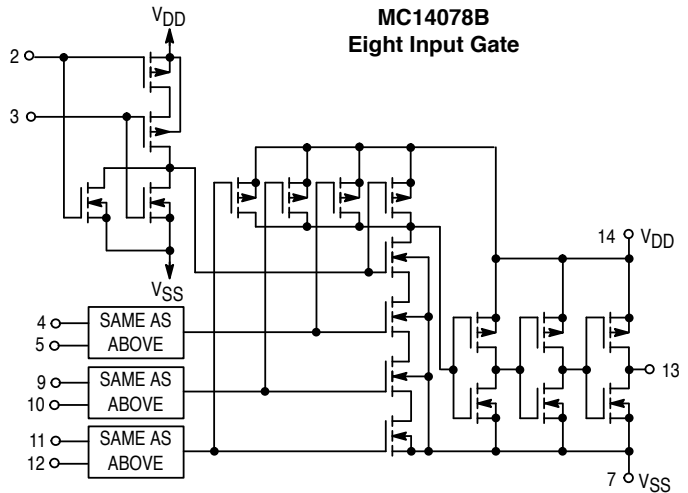 MC14078B
Eight Input Gate
VDD
2
3
VSS
4
5
SAME AS
ABOVE
9
10
SAME AS
ABOVE
11
12
SAME AS
ABOVE
14 VDD
13
7 VSS